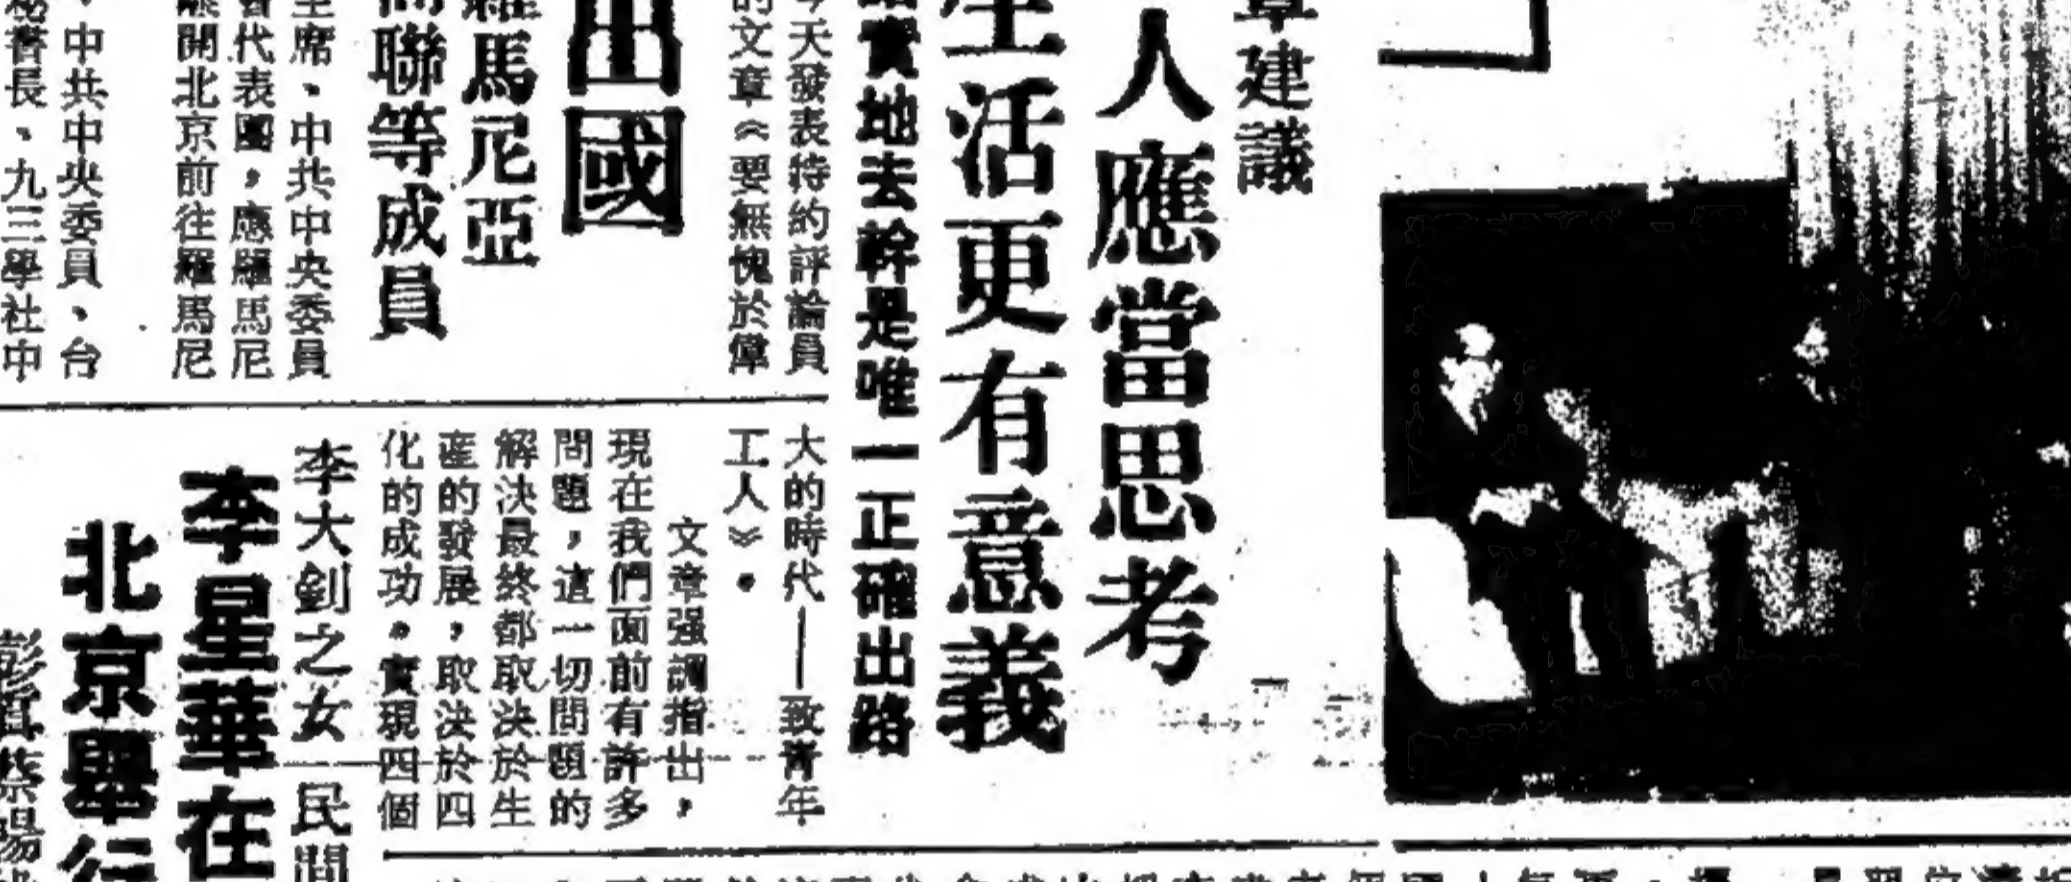 章建議
人應當思考
生活更有意義
實地去幹是唯一正確出路
今天發表特約評論員
的文章《要無愧於偉
大的時代——致青年
工人》。
文章强調指出，
現在我們面前有許多
問題，這一切問題的
解決最終都取決於生
產的發展，取決於四
化的成功。實現四個
出國
羅馬尼亞
聯等成員
主席、中共中央委員
代表國，應羅馬尼
離開北京前往羅馬尼
、中共中央委員、台
秘書長、九三學社中
李大釗之女　民間
李星華在
北京舉行